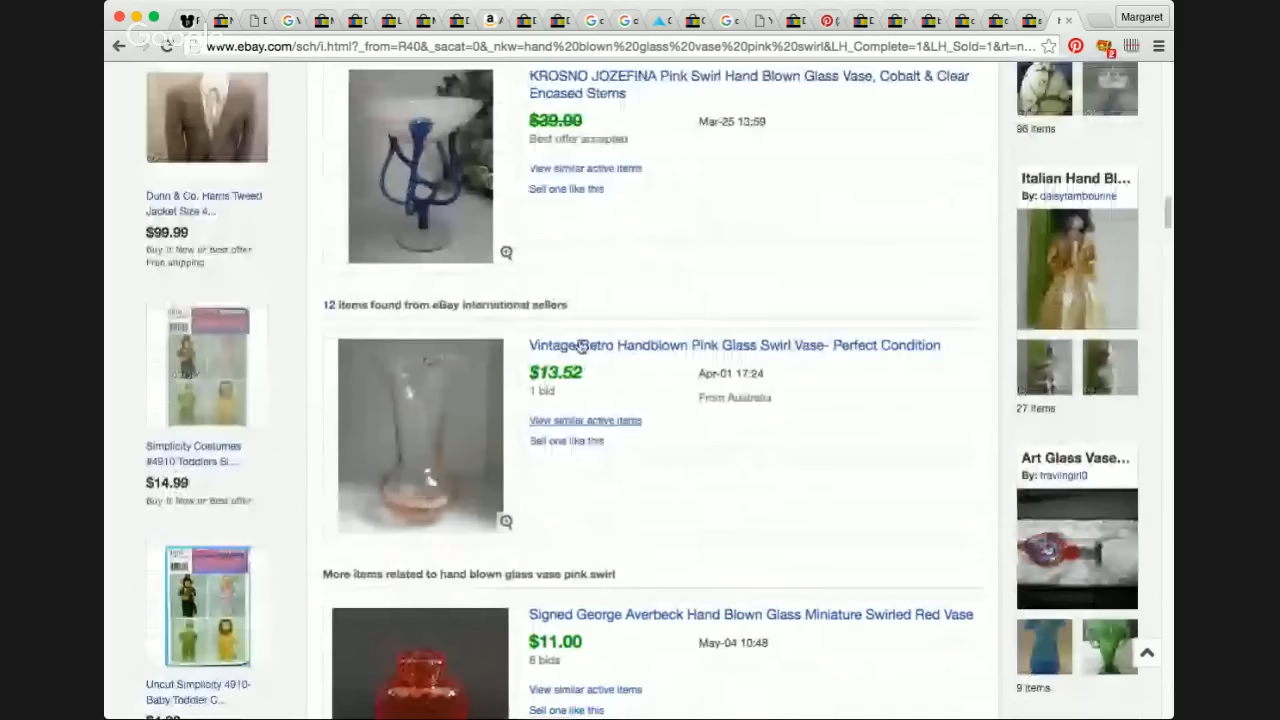 Margaret
Google
www.ebay.com/sch/i.html?_from=R40&_sacat=0&_nkw=hand%20blown%20glass%20vase%20pink%20swirl&LH_Complete=1&LH_Sold=1&rt=n...
2
KROSNO JOZEFINA Pink Swirl Hand Blown Glass Vase, Cobalt & Clear
Encased Stems
$39.00
Mar-25 13:59
Best offer accepted
View similar active items
Sell one like this
Dunn & Co. Harris Tweed
Jacket Size 4...
$99.99
Buy It Now or Best offer
Free shipping
12 items found from eBay international sellers
Vintage Retro Handblown Pink Glass Swirl Vase- Perfect Condition
$13.52
Apr-01 17:24
1 bid
From Australia
View similar active items
Sell one like this
Simplicity Costumes
#4910 Toddlers Si...
$14.99
Buy It Now or Best offer
More items related to hand blown glass vase pink swirl
Signed George Averbeck Hand Blown Glass Miniature Swirled Red Vase
$11.00
May-04 10:48
8 bids
View similar active items
Sell one like this
Uncut Simplicity 4910-
Baby Toddler C...
96 items
Italian Hand Bl...
By: daisytambourine
27 items
Art Glass Vase...
By: travlingirl0
9 items